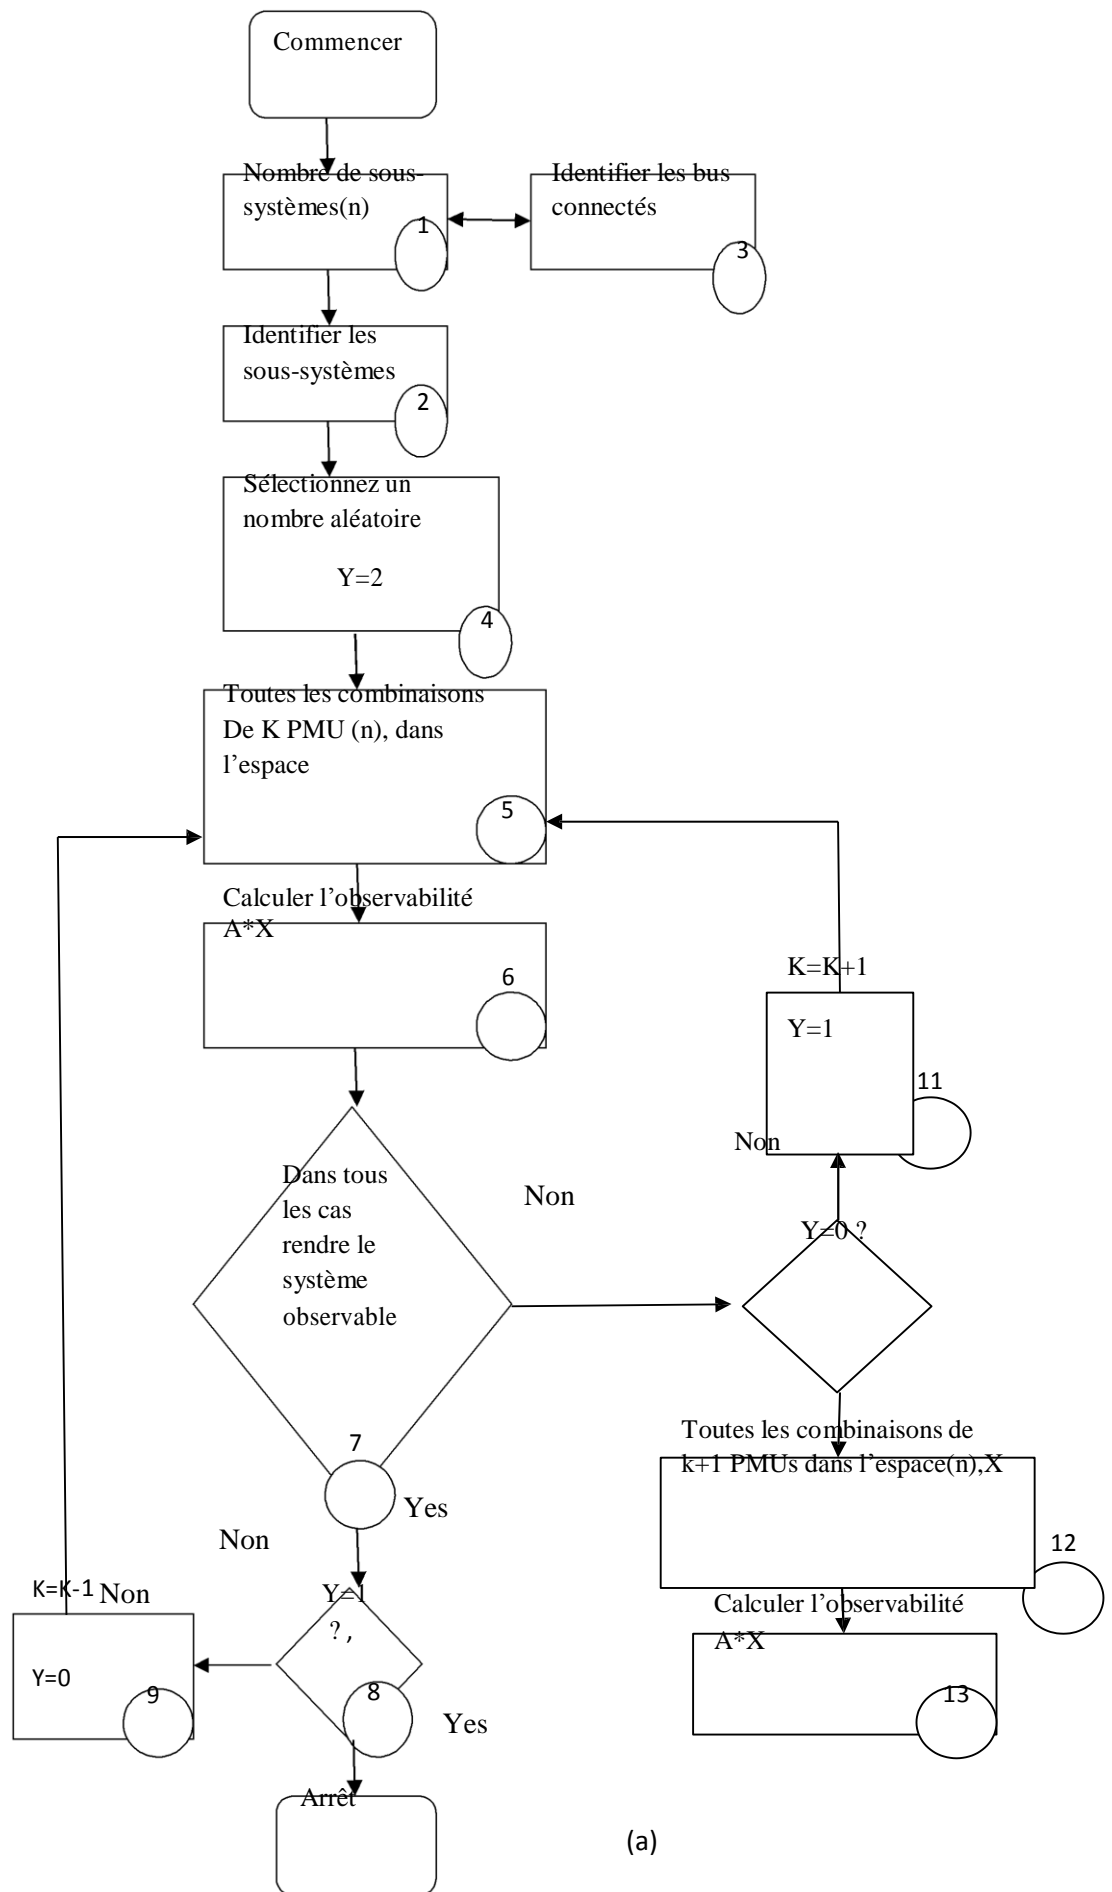 Commencer
Nombre de sous-
systèmes(n)
1
Identifier les bus
connectés
3
Identifier les
sous-systèmes
2
Sélectionnez un
nombre aléatoire
Y=2
4
Toutes les combinaisons
De K PMU (n), dans
l’espace
5
Calculer l’observabilité
A*X
6
K=K+1
Y=1
11
Non
Dans tous
les cas
rendre le
système
observable
7
Non
Y=0 ?
Toutes les combinaisons de
k+1 PMUs dans l’espace(n),X
12
Calculer l’observabilité
A*X
13
Yes
Non
Y=1
? ,
8
K=K-1 Non
Y=0
9
Yes
Arrêt
(a)